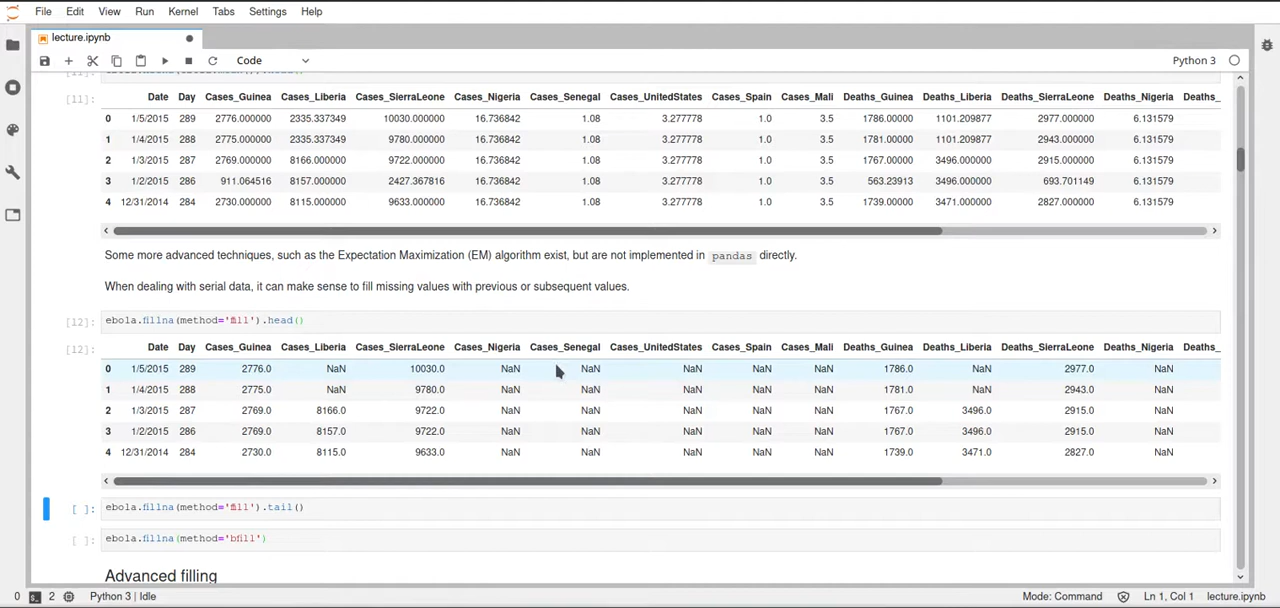 File Edit View Run Kernel Tabs Settings Help
lecture.ipynb
Code Python 3
[11]:
Date Day Cases_Guinea Cases_Liberia Cases_SierraLeone Cases_Nigeria Cases_Senegal Cases_UnitedStates Cases_Spain Cases_Mali Deaths_Guinea Deaths_Liberia Deaths_SierraLeone Deaths_Nigeria Deaths_
0 1/5/2015 289 2776.000000 2335.337349 10030.000000 16.736842 1.08 3.277778 1.0 3.5 1786.00000 1101.209877 2977.000000 6.131579
1 1/4/2015 288 2775.000000 2335.337349 9780.000000 16.736842 1.08 3.277778 1.0 3.5 1781.00000 1101.209877 2943.000000 6.131579
2 1/3/2015 287 2769.000000 8166.000000 9722.000000 16.736842 1.08 3.277778 1.0 3.5 1767.00000 3496.000000 2915.000000 6.131579
3 1/2/2015 286 911.064516 8157.000000 2427.367816 16.736842 1.08 3.277778 1.0 3.5 563.23913 3496.000000 693.701149 6.131579
4 12/31/2014 284 2730.000000 8115.000000 9633.000000 16.736842 1.08 3.277778 1.0 3.5 1739.00000 3471.000000 2827.000000 6.131579
Some more advanced techniques, such as the Expectation Maximization (EM) algorithm exist, but are not implemented in pandas directly.
When dealing with serial data, it can make sense to fill missing values with previous or subsequent values.
[12]: ebola.fillna(method='ffill').head()
[12]:
Date Day Cases_Guinea Cases_Liberia Cases_SierraLeone Cases_Nigeria Cases_Senegal Cases_UnitedStates Cases_Spain Cases_Mali Deaths_Guinea Deaths_Liberia Deaths_SierraLeone Deaths_Nigeria Deaths_
0 1/5/2015 289 2776.0 NaN 10030.0 NaN NaN NaN NaN NaN 1786.0 NaN 2977.0 NaN
1 1/4/2015 288 2775.0 NaN 9780.0 NaN NaN NaN NaN NaN 1781.0 NaN 2943.0 NaN
2 1/3/2015 287 2769.0 8166.0 9722.0 NaN NaN NaN NaN NaN 1767.0 3496.0 2915.0 NaN
3 1/2/2015 286 2769.0 8157.0 9722.0 NaN NaN NaN NaN NaN 1767.0 3496.0 2915.0 NaN
4 12/31/2014 284 2730.0 8115.0 9633.0 NaN NaN NaN NaN NaN 1739.0 3471.0 2827.0 NaN
[ ]: ebola.fillna(method='ffill').tail()
[ ]: ebola.fillna(method='bfill')
Advanced filling
0 2 Python 3 | Idle Mode: Command Ln 1, Col 1 lecture.ipynb